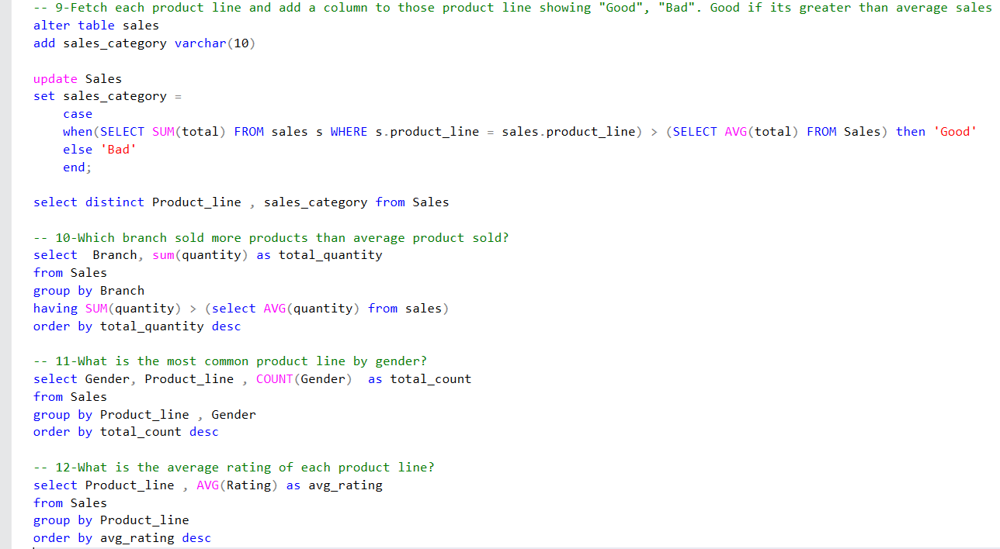 -- 9-Fetch each product line and add a column to those product line showing "Good", "Bad". Good if its greater than average sales
alter table sales
add sales_category varchar(10)
update Sales
set sales_category =
case
when(SELECT SUM(total) FROM sales s WHERE s.product_line = sales.product_line) > (SELECT AVG(total) FROM Sales) then 'Good'
else 'Bad'
end;
select distinct Product_line , sales_category from Sales
-- 10-Which branch sold more products than average product sold?
select  Branch, sum(quantity) as total_quantity
from Sales
group by Branch
having SUM(quantity) > (select AVG(quantity) from sales)
order by total_quantity desc
-- 11-What is the most common product line by gender?
select Gender, Product_line , COUNT(Gender)  as total_count
from Sales
group by Product_line , Gender
order by total_count desc
-- 12-What is the average rating of each product line?
select Product_line , AVG(Rating) as avg_rating
from Sales
group by Product_line
order by avg_rating desc